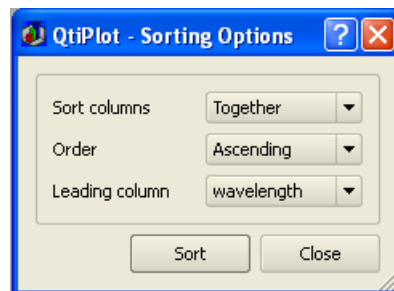 QtiPlot - Sorting Options
Sort columns Together
Order Ascending
Leading column wavelength
Sort Close